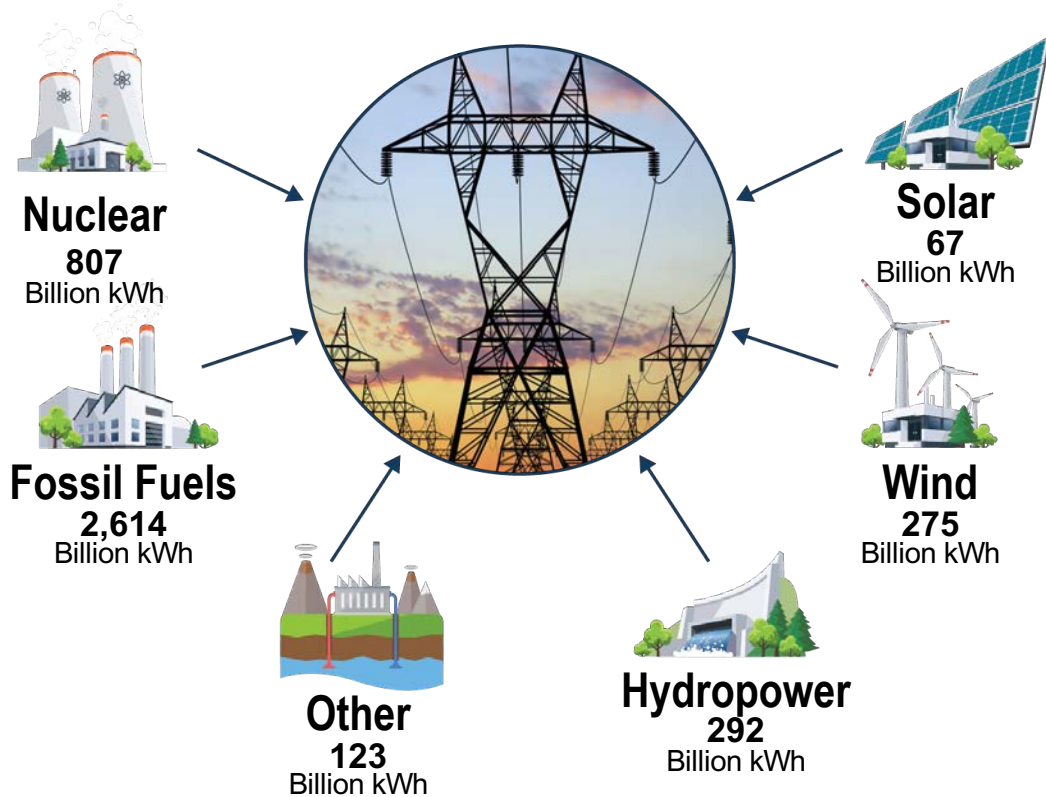 Nuclear
807
Billion kWh
Fossil Fuels
2,614
Billion kWh
Other
123
Billion kWh
Hydropower
292
Billion kWh
Wind
275
Billion kWh
Solar
67
Billion kWh